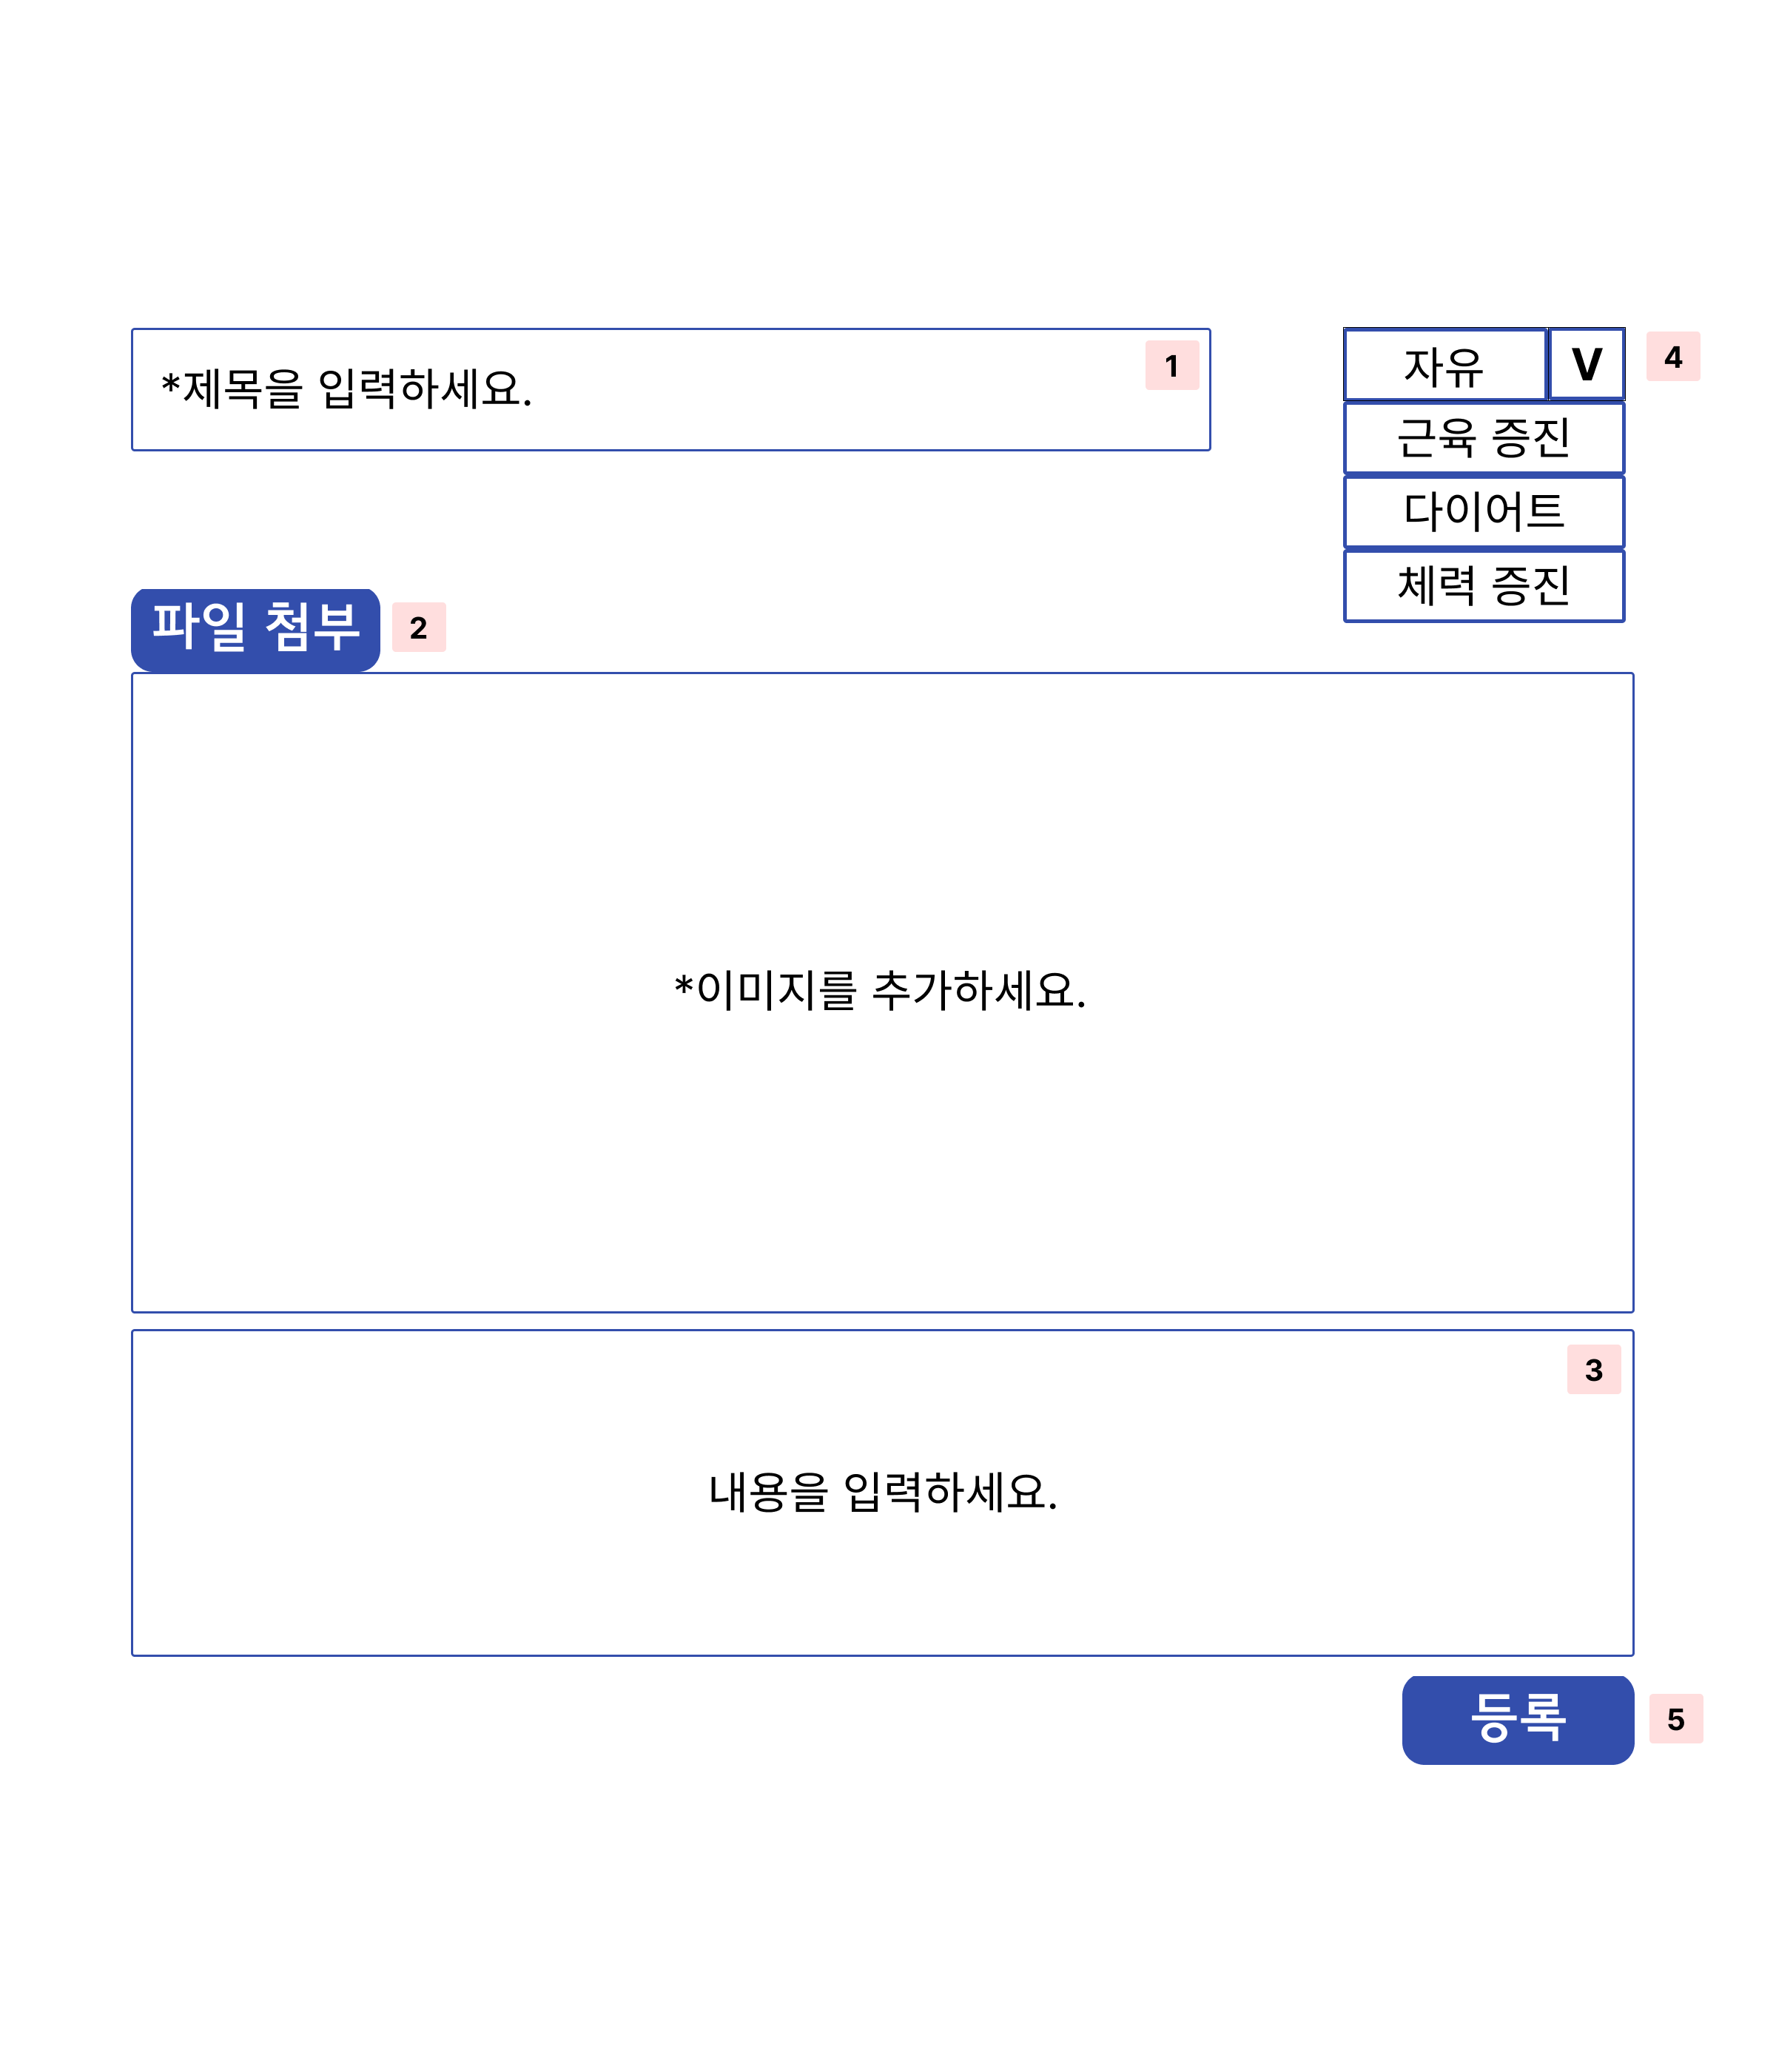 *제목을 입력하세요.
1
자유
V
4
근육 증진
다이어트
체력 증진
파일 첨부
2
*이미지를 추가하세요.
3
내용을 입력하세요.
등록
5